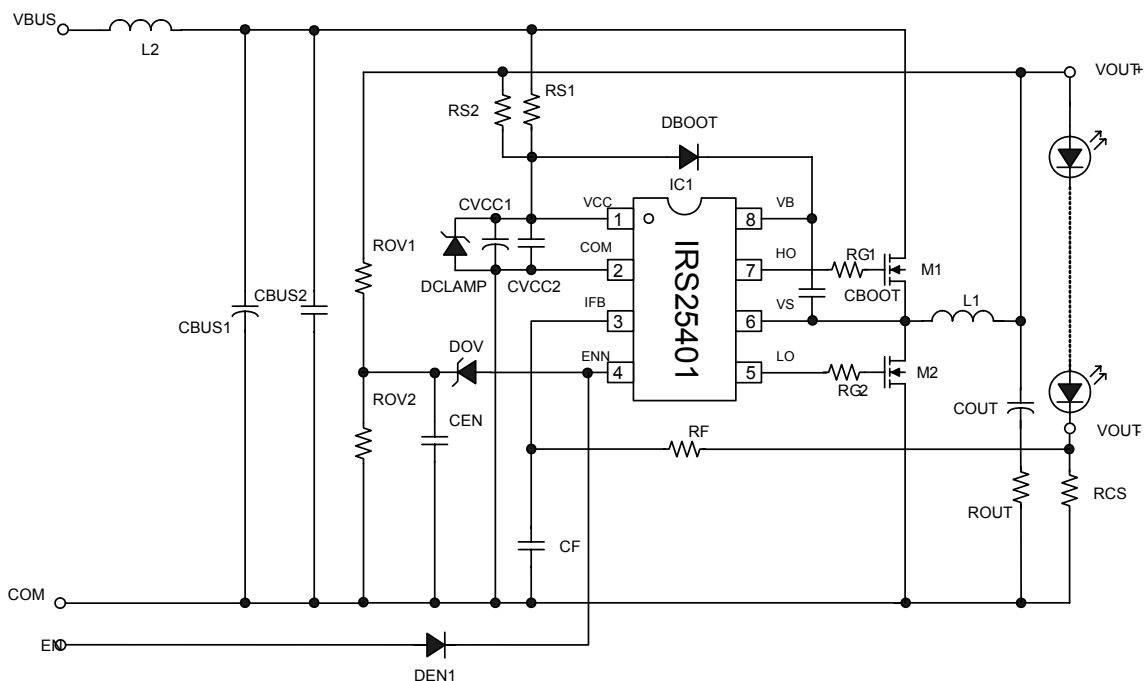 VBUS
L2
VOUT+
RS1
RS2
DBOOT
IC1
CVCC1
VCC
1
8
VB
ROV1
COM
2
7
HO
RG1
M1
DCLAMP
CVCC2
CBUS2
CBOOT
L1
CBUS1
IFB
3
6
VS
IRS25401
DOV
ENN
4
5
LO
M2
RG2
ROV2
CEN
COUT
VOUT-
RF
RCS
ROUT
CF
COM
EN
DEN1